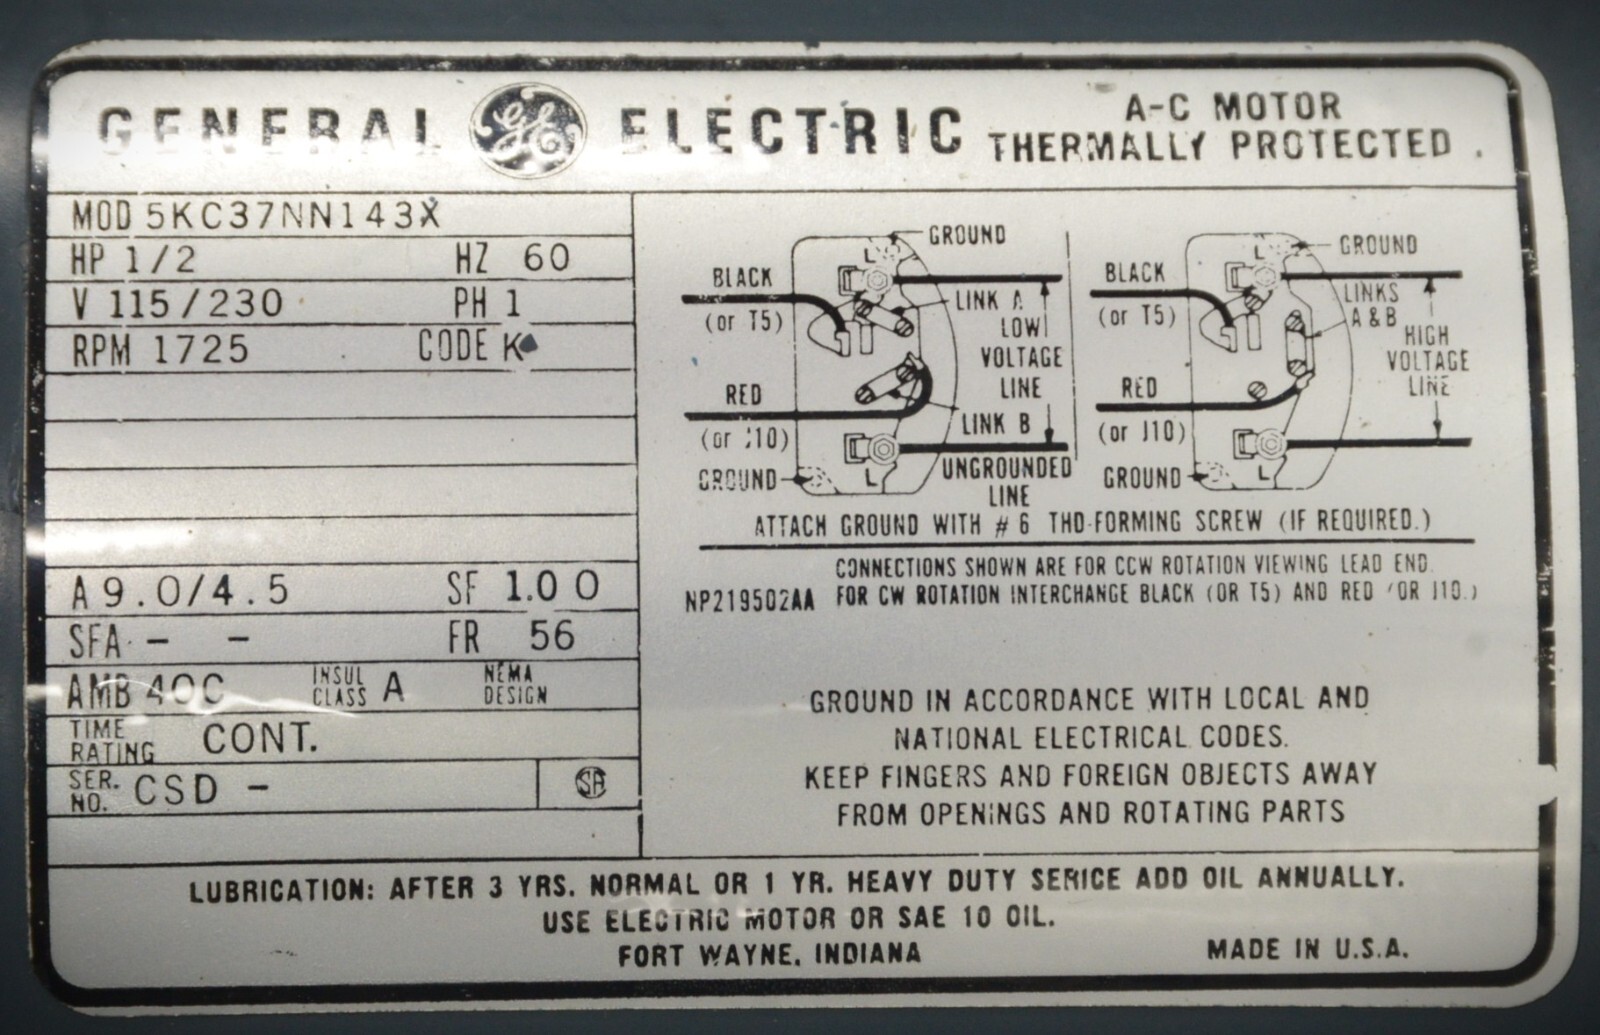 GENERAL GE ELECTRIC
A-C MOTOR
THERMALLY PROTECTED
MOD 5KC37NN143X
HP 1/2 HZ 60
V 115/230 PH 1
RPM 1725 CODE K
A 9.0/4.5 SF 1.00
SFA - - FR 56
AMB 40C INSUL CLASS A NEMA DESIGN
TIME RATING CONT.
SER. NO. CSD -
SA
GROUND
BLACK
(or T5)
LINK A
LOW
VOLTAGE
LINE
RED
(or J10)
LINK B
GROUND
UNGROUNDED
LINE
L
L
GROUND
BLACK
(or T5)
LINKS
A & B
HIGH
VOLTAGE
LINE
RED
(or J10)
GROUND
L
L
ATTACH GROUND WITH # 6 THD-FORMING SCREW (IF REQUIRED.)
CONNECTIONS SHOWN ARE FOR CCW ROTATION VIEWING LEAD END.
NP219502AA FOR CW ROTATION INTERCHANGE BLACK (OR T5) AND RED (OR J10.)
GROUND IN ACCORDANCE WITH LOCAL AND
NATIONAL ELECTRICAL CODES.
KEEP FINGERS AND FOREIGN OBJECTS AWAY
FROM OPENINGS AND ROTATING PARTS
LUBRICATION: AFTER 3 YRS. NORMAL OR 1 YR. HEAVY DUTY SERICE ADD OIL ANNUALLY.
USE ELECTRIC MOTOR OR SAE 10 OIL.
FORT WAYNE, INDIANA
MADE IN U.S.A.